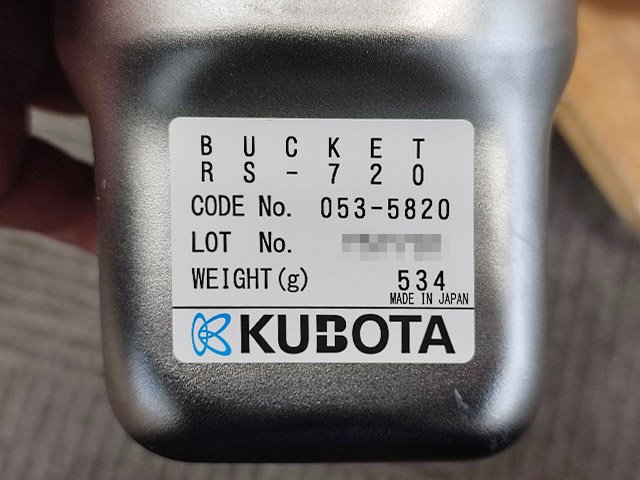 BUCKET
RS-720
CODE No. 053-5820
LOT No.
WEIGHT(g) 534
MADE IN JAPAN
KUBOTA